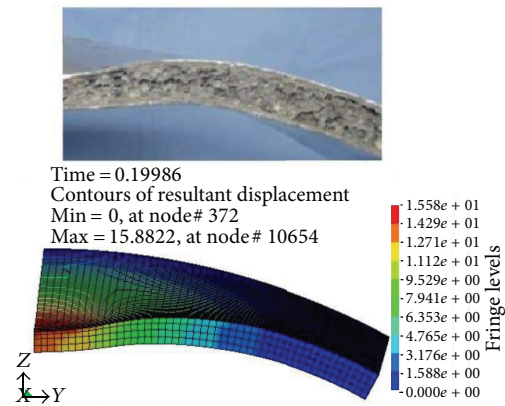 Time = 0.19986
Contours of resultant displacement
Min = 0, at node# 372
Max = 15.8822, at node# 10654
1.558e + 01
1.429e + 01
1.271e + 01
1.112e + 01
9.529e + 00
7.941e + 00
6.353e + 00
4.765e + 00
3.176e + 00
1.588e + 00
0.000e + 00
Fringe levels
Z
X
Y